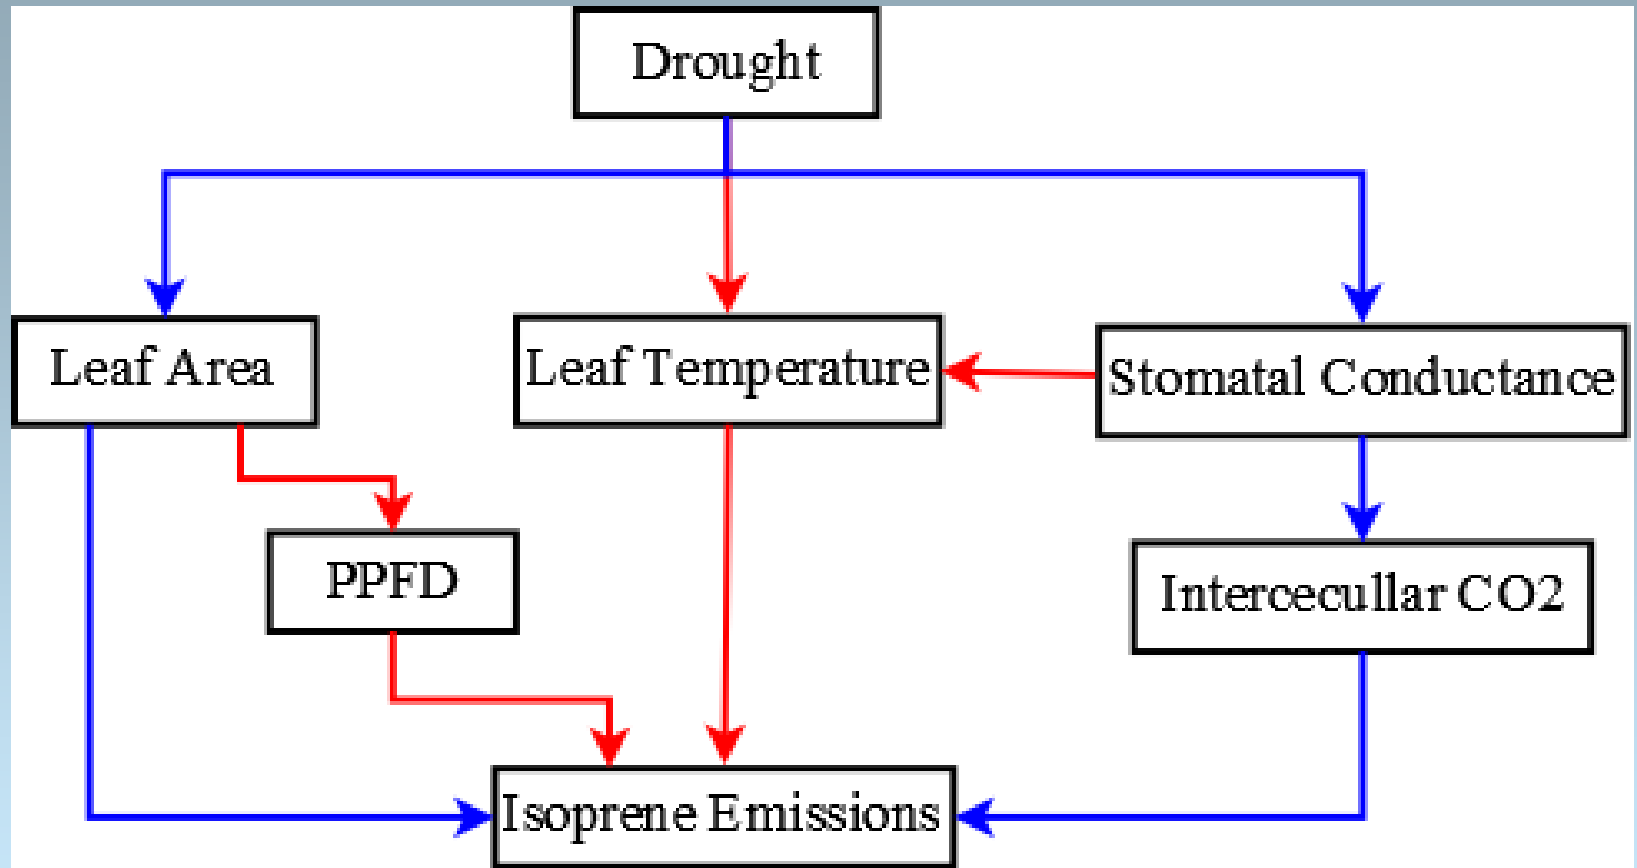 Drought
Leaf Area
Leaf Temperature
Stomatal Conductance
PPFD
Intercecullar CO2
Isoprene Emissions